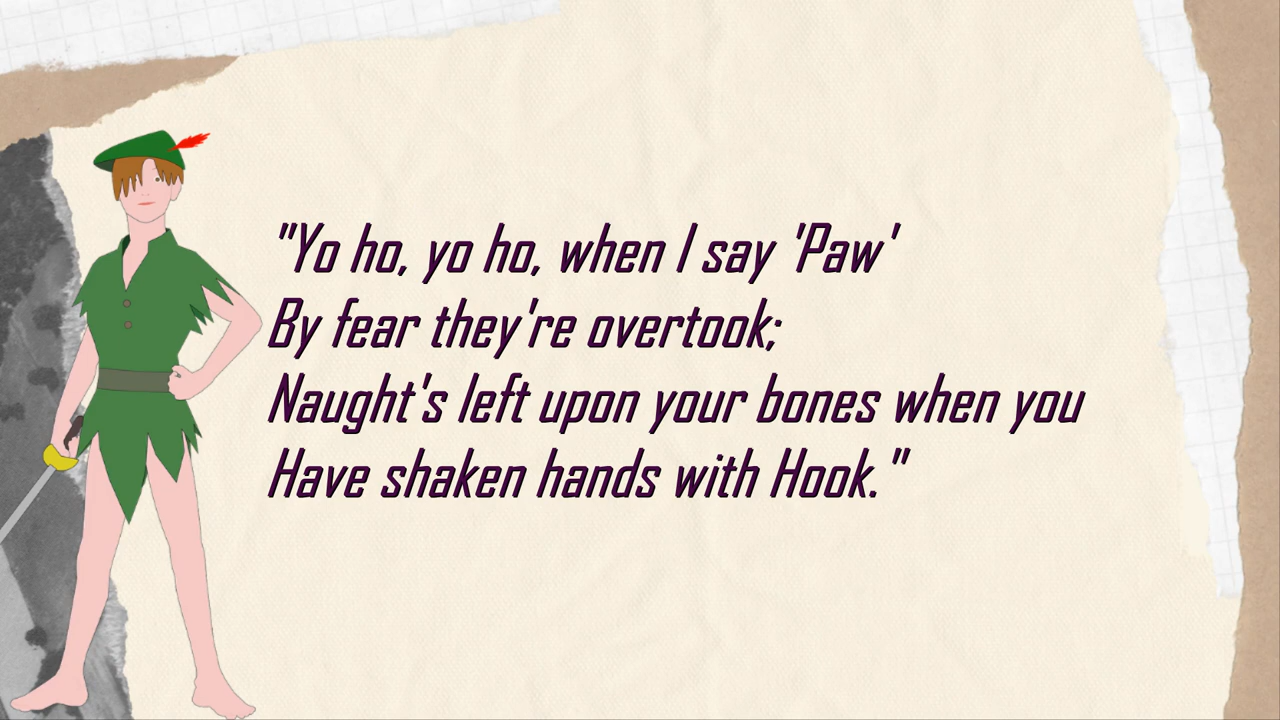 "Yo ho, yo ho, when I say 'Paw'
By fear they're overtook;
Naught's left upon your bones when you
Have shaken hands with Hook."